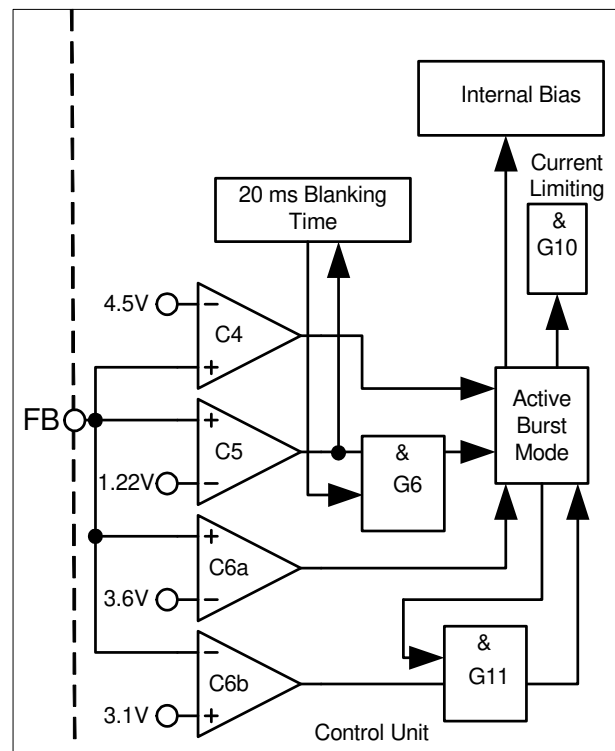 Internal Bias
Current
Limiting
20 ms Blanking
Time
&
G10
4.5V
−
C4
+
FB
+
C5
1.22V
−
&
G6
Active
Burst
Mode
+
C6a
3.6V
−
−
C6b
3.1V
+
&
G11
Control Unit